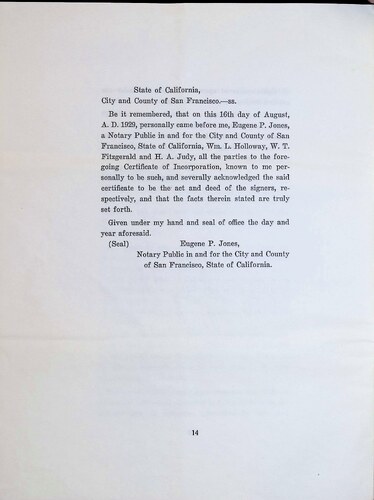 State of California,
City and County of San Francisco.—ss.
Be it remembered, that on this 16th day of August,
A. D. 1929, personally came before me, Eugene P. Jones,
a Notary Public in and for the City and County of San
Francisco, State of California, Wm. L. Holloway, W. T.
Fitzgerald and H. A. Judy, all the parties to the fore-
going Certificate of Incorporation, known to me per-
sonally to be such, and severally acknowledged the said
certificate to be the act and deed of the signers, re-
spectively, and that the facts therein stated are truly
set forth.
Given under my hand and seal of office the day and
year aforesaid.
(Seal) Eugene P. Jones,
Notary Public in and for the City and County
of San Francisco, State of California.
14